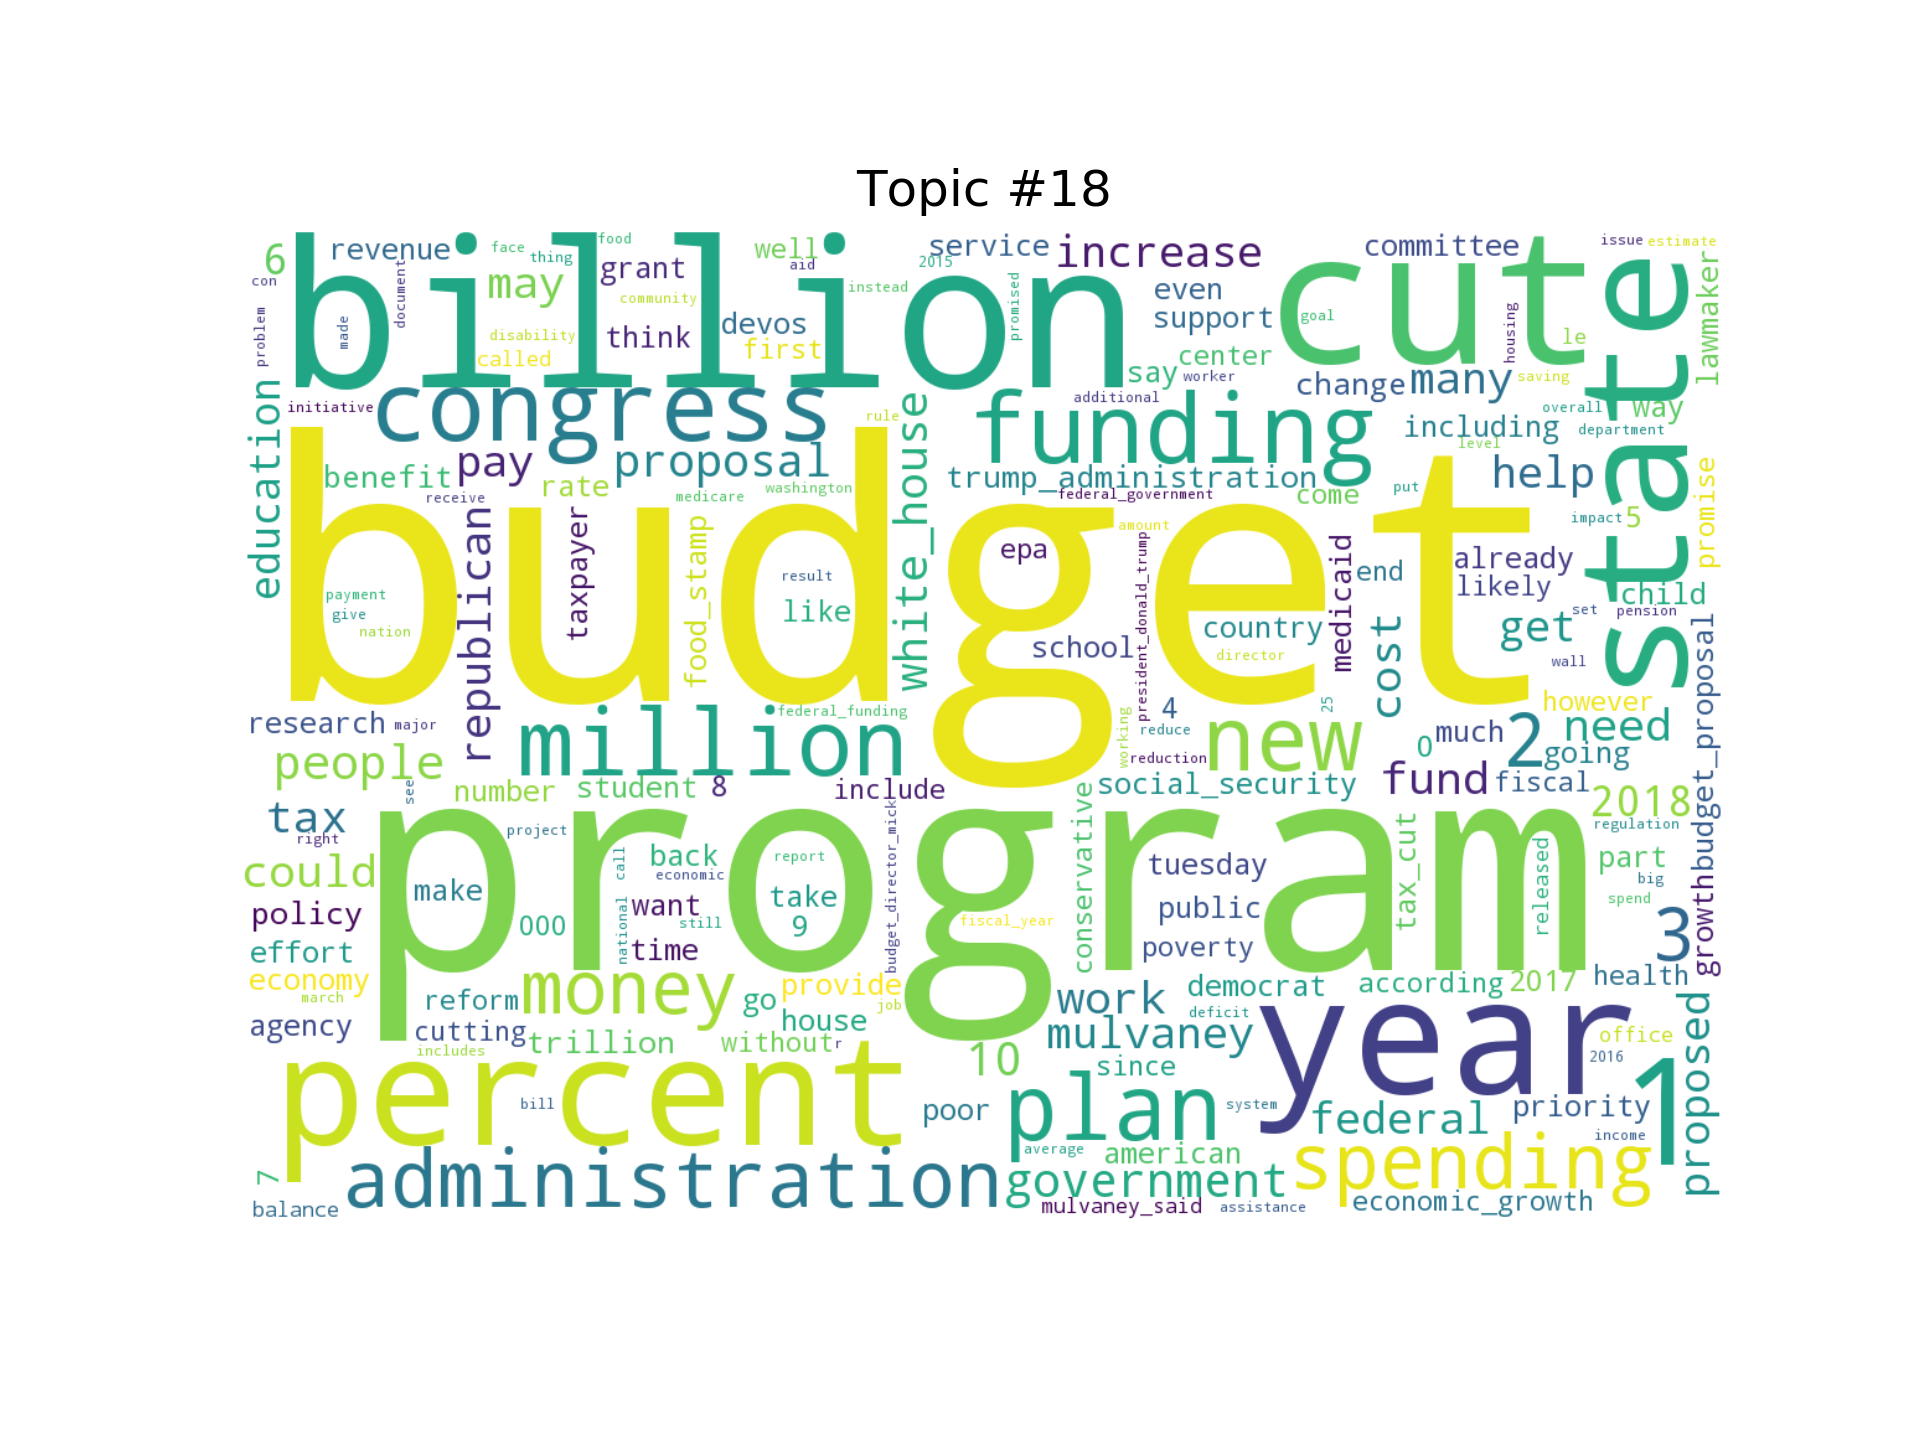 Topic #18
6
revenue
face
thing
food
well
aid
service
2015
increase
committee
issue
estimate
con
document
may
grant
community
instead
billion
promised
even
cut
state
lawmaker
problem
made
disability
called
think
devos
first
support
goal
housing
le
center
say
worker
change
many
saving
education
initiative
congress
rule
white_house
additional
funding
including
level
overall
way
department
benefit
pay
proposal
receive
rate
medicare
washington
trump_administration
federal_government
come
put
help
promise
budget
republican
taxpayer
food_stamp
result
like
payment
give
nation
epa
amount
president_donald_trump
medicaid
end
impact
5
already
likely
child
school
country
director
cost
get
set
pension
wall
budget_proposal
research
major
million
federal_funding
working
4
reduce
reduction
25
new
0
much
2
however
need
going
people
see
number
student
8
include
social_security
fund
fiscal
2018
tax
right
project
program
call
back
economic
report
budget_director_mick
conservative
tuesday
tax_cut
released
regulation
part
big
growth
could
make
take
policy
000
national
want
still
9
fiscal_year
public
spend
3
effort
time
poverty
economy
march
reform
money
go
provide
job
work
democrat
according
2017
health
agency
cutting
includes
trillion
house
without
r
mulvaney
deficit
year
office
2016
proposed
percent
bill
10
since
poor
plan
system
federal
priority
income
1
7
balance
administration
average
american
government
spending
mulvaney_said
assistance
economic_growth